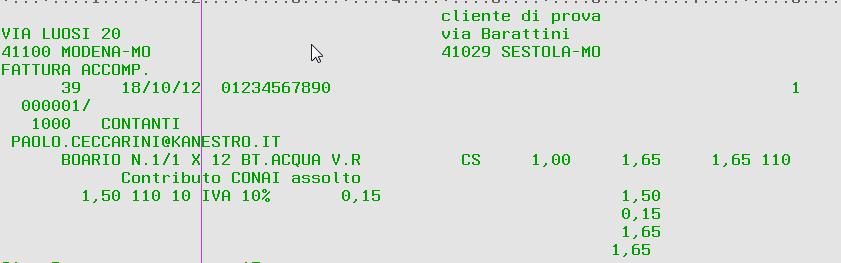 cliente di prova
VIA LUOSI 20 via Barattini
41100 MODENA-MO 41029 SESTOLA-MO
FATTURA ACCOMP.
39 18/10/12 01234567890 1
000001/
1000 CONTANTI
PAOLO.CECCARINI@KANESTRO.IT
BOARIO N.1/1 X 12 BT.ACQUA V.R CS 1,00 1,65 1,65 110
Contributo CONAI assolto
1,50 110 10 IVA 10% 0,15 1,50
0,15
1,65
1,65